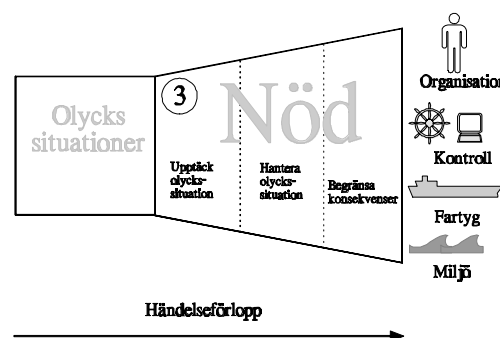 Olycks
situationer
3
Nöd
Upptäck
olycks-
situation
Hantera
olycks-
situation
Begränsa
konsekvenser
Organisation
Kontroll
Fartyg
Miljö
Händelseförlopp